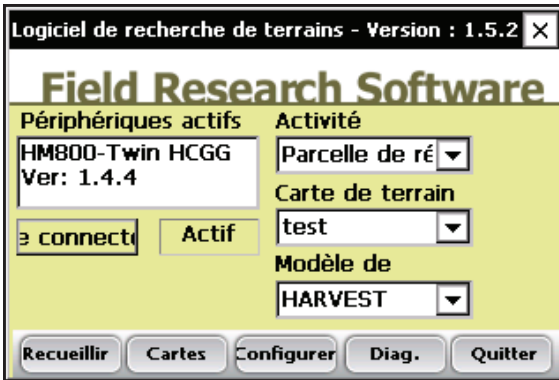 Logiciel de recherche de terrains - Version : 1.5.2
Field Research Software
Périphériques actifs
HM800-Twin HCGG
Ver: 1.4.4
e connecte
Actif
Activité
Parcelle de ré
Carte de terrain
test
Modèle de
HARVEST
Recueillir
Cartes
Configurer
Diag.
Quitter